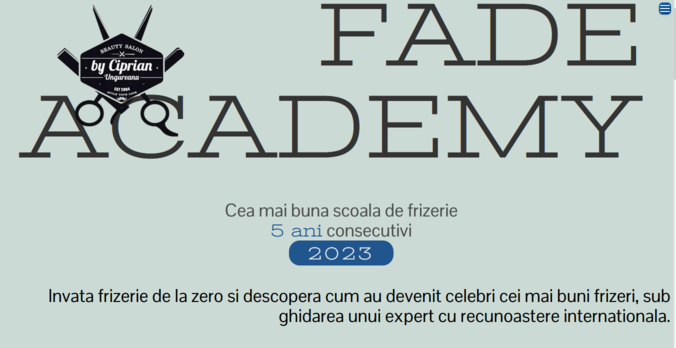 FADE
BEAUTY SALON
by Ciprian
Ungureanu
ACADEMY
Cea mai buna scoala de frizerie
5 ani consecutivi
2023
Invata frizerie de la zero si descopera cum au devenit celebri cei mai buni frizeri, sub
ghidarea unui expert cu recunoastere internationala.